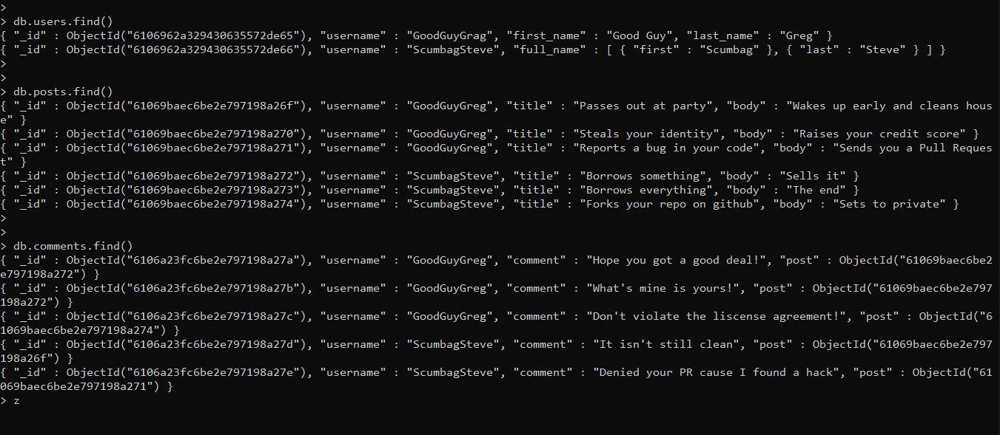 >
> db.users.find()
{ "_id" : ObjectId("6106962a329430635572de65"), "username" : "GoodGuyGrag", "first_name" : "Good Guy", "last_name" : "Greg" }
{ "_id" : ObjectId("6106962a329430635572de66"), "username" : "ScumbagSteve", "full_name" : [ { "first" : "Scumbag" }, { "last" : "Steve" } ] }
>
>
> db.posts.find()
{ "_id" : ObjectId("61069baec6be2e797198a26f"), "username" : "GoodGuyGreg", "title" : "Passes out at party", "body" : "Wakes up early and cleans hous
e" }
{ "_id" : ObjectId("61069baec6be2e797198a270"), "username" : "GoodGuyGreg", "title" : "Steals your identity", "body" : "Raises your credit score" }
{ "_id" : ObjectId("61069baec6be2e797198a271"), "username" : "GoodGuyGreg", "title" : "Reports a bug in your code", "body" : "Sends you a Pull Reques
t" }
{ "_id" : ObjectId("61069baec6be2e797198a272"), "username" : "ScumbagSteve", "title" : "Borrows something", "body" : "Sells it" }
{ "_id" : ObjectId("61069baec6be2e797198a273"), "username" : "ScumbagSteve", "title" : "Borrows everything", "body" : "The end" }
{ "_id" : ObjectId("61069baec6be2e797198a274"), "username" : "ScumbagSteve", "title" : "Forks your repo on github", "body" : "Sets to private" }
>
>
> db.comments.find()
{ "_id" : ObjectId("6106a23fc6be2e797198a27a"), "username" : "GoodGuyGreg", "comment" : "Hope you got a good deal!", "post" : ObjectId("61069baec6be2
e797198a272") }
{ "_id" : ObjectId("6106a23fc6be2e797198a27b"), "username" : "GoodGuyGreg", "comment" : "What's mine is yours!", "post" : ObjectId("61069baec6be2e797
198a272") }
{ "_id" : ObjectId("6106a23fc6be2e797198a27c"), "username" : "GoodGuyGreg", "comment" : "Don't violate the liscense agreement!", "post" : ObjectId("6
1069baec6be2e797198a274") }
{ "_id" : ObjectId("6106a23fc6be2e797198a27d"), "username" : "ScumbagSteve", "comment" : "It isn't still clean", "post" : ObjectId("61069baec6be2e797
198a26f") }
{ "_id" : ObjectId("6106a23fc6be2e797198a27e"), "username" : "ScumbagSteve", "comment" : "Denied your PR cause I found a hack", "post" : ObjectId("61
069baec6be2e797198a271") }
> z